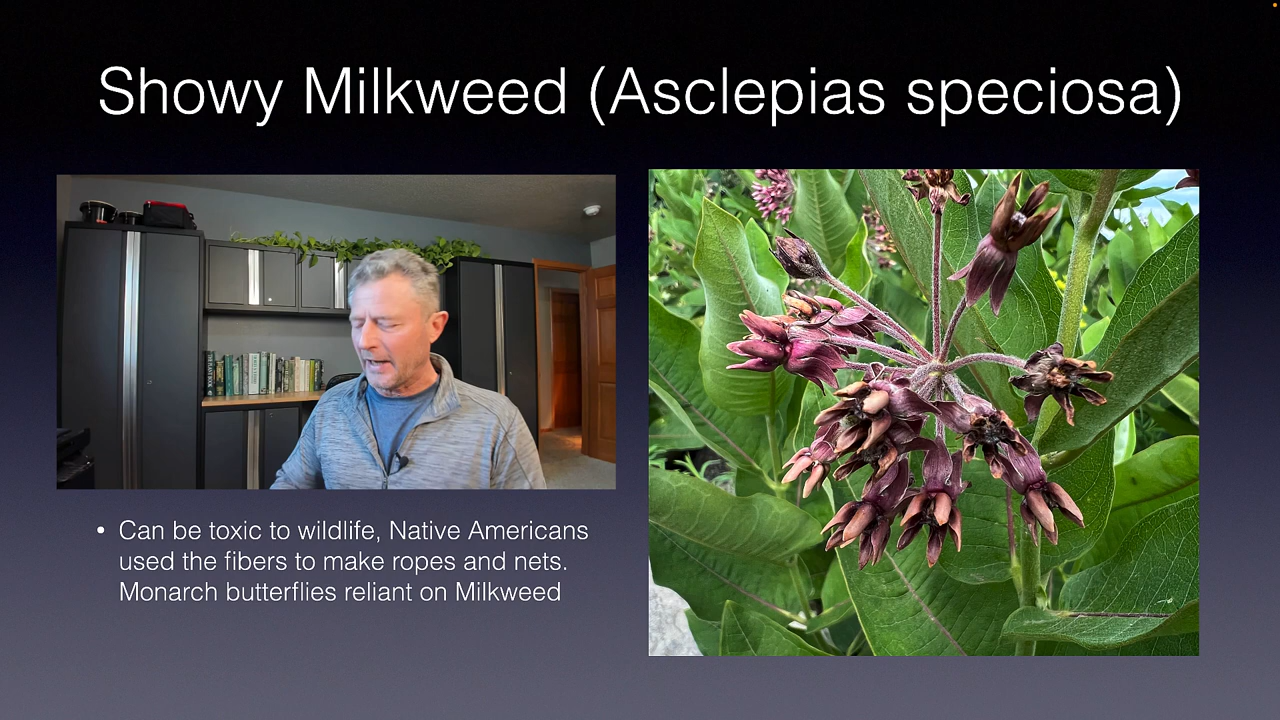 Showy Milkweed (Asclepias speciosa)
• Can be toxic to wildlife, Native Americans
used the fibers to make ropes and nets.
Monarch butterflies reliant on Milkweed